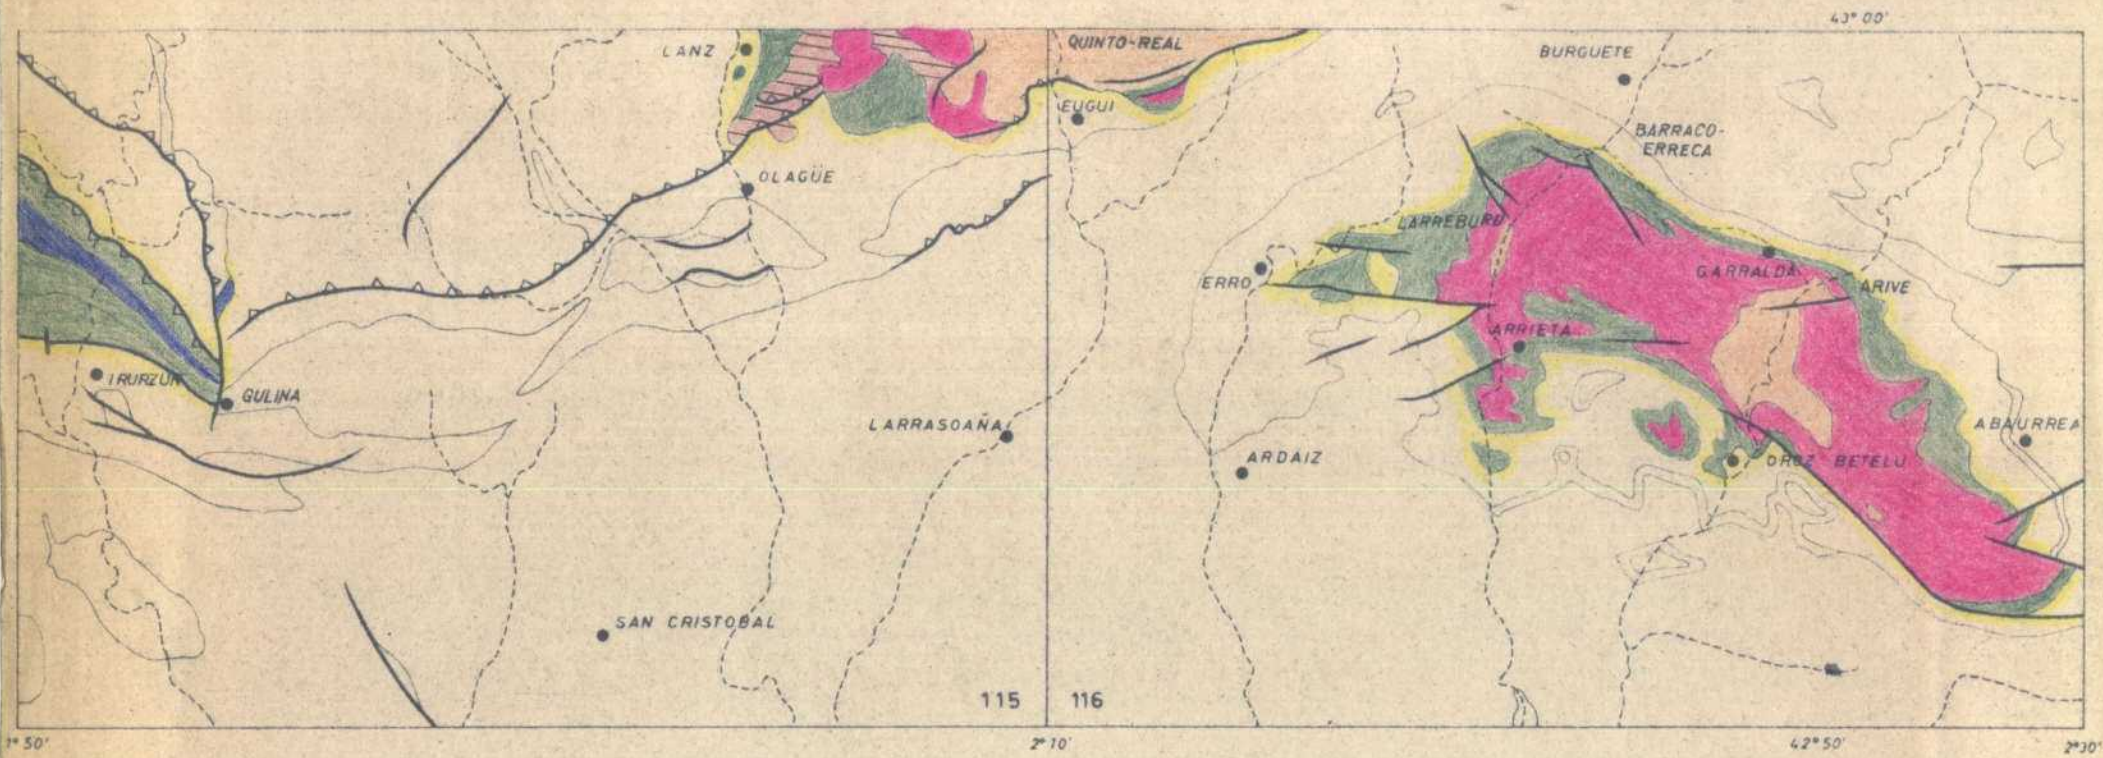 43° 00'
LANZ
QUINTO-REAL
BURGUETE
EUGUI
BARRACO-
ERRECA
OLAGÜE
LARREBURU
ERRO
GARRALDA
ARIVE
ARRIETA
IRURZUN
GULINA
LARRASOAÑA
ABAURREA
ARDAIZ
OROZ BETELU
SAN CRISTOBAL
115
116
1° 50'
2° 10'
42° 50'
2° 30'